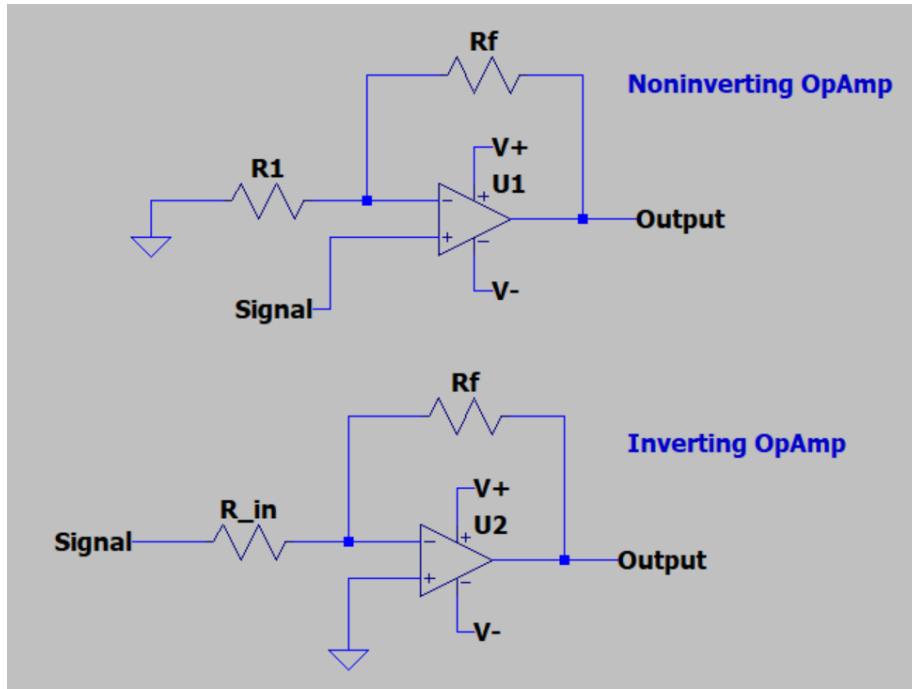 Rf
Noninverting OpAmp
V+
R1
U1
Output
Signal
V-
Rf
Inverting OpAmp
V+
R_in
U2
Signal
Output
V-